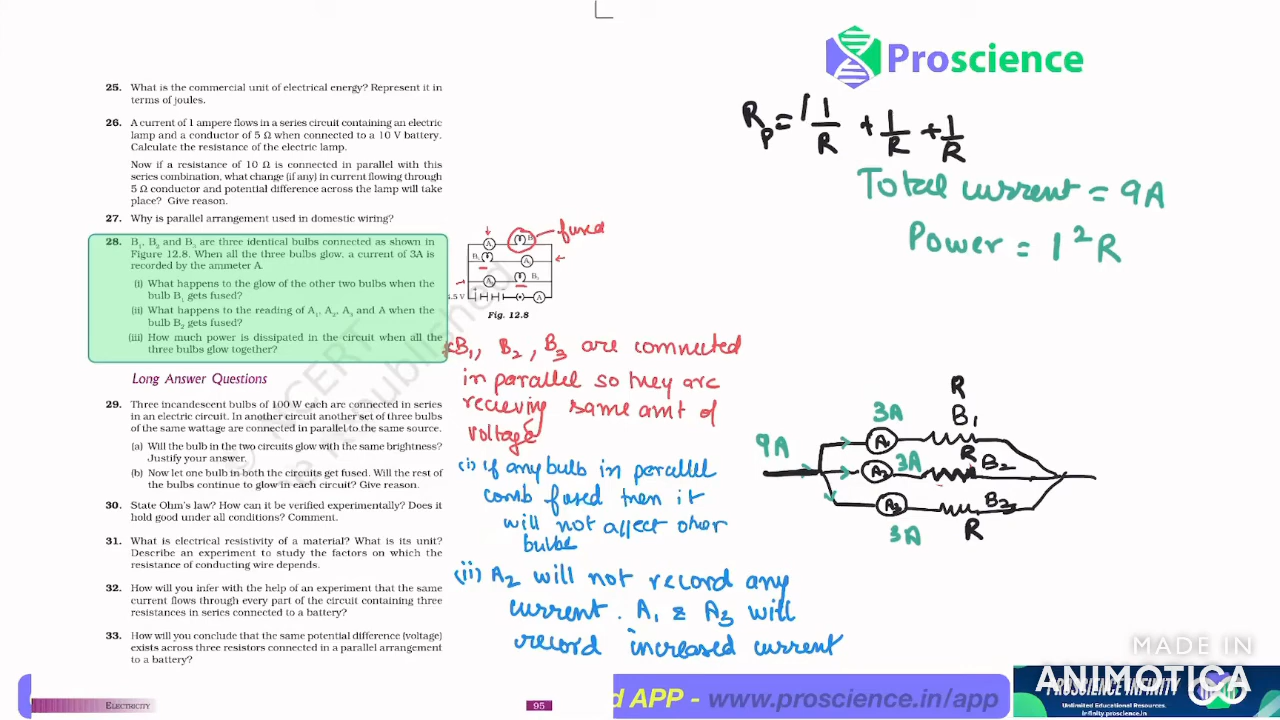 Proscience
25. What is the commercial unit of electrical energy? Represent it in
terms of joules.
26. A current of 1 ampere flows in a series circuit containing an electric
lamp and a conductor of 5 Ω when connected to a 10 V battery.
Calculate the resistance of the electric lamp.
Now if a resistance of 10 Ω is connected in parallel with this
series combination, what change (if any) in current flowing through
5 Ω conductor and potential difference across the lamp will take
place? Give reason.
27. Why is parallel arrangement used in domestic wiring?
28. B1, B2 and B3 are three identical bulbs connected as shown in
Figure 12.8. When all the three bulbs glow, a current of 3A is
recorded by the ammeter A.
(i) What happens to the glow of the other two bulbs when the
bulb B1 gets fused?
(ii) What happens to the reading of A1, A2, A3 and A when the
bulb B2 gets fused?
(iii) How much power is dissipated in the circuit when all the
three bulbs glow together?
Long Answer Questions
29. Three incandescent bulbs of 100 W each are connected in series
in an electric circuit. In another circuit another set of three bulbs
of the same wattage are connected in parallel to the same source.
(a) Will the bulb in the two circuits glow with the same brightness?
Justify your answer.
(b) Now let one bulb in both the circuits get fused. Will the rest of
the bulbs continue to glow in each circuit? Give reason.
30. State Ohm's law? How can it be verified experimentally? Does it
hold good under all conditions? Comment.
31. What is electrical resistivity of a material? What is its unit?
Describe an experiment to study the factors on which the
resistance of conducting wire depends.
32. How will you infer with the help of an experiment that the same
current flows through every part of the circuit containing three
resistances in series connected to a battery?
33. How will you conclude that the same potential difference (voltage)
exists across three resistors connected in a parallel arrangement
to a battery?
fused
A
B
B
A
A
B
.5 V
A
Fig. 12.8
B1, B2, B3 are connected
in parallel so they are
recieving same amt of
voltage
(i) if any bulb in parallel
comb fused then it
will not affect other
bulbs
(ii) A2 will not record any
current. A1 & A3 will
record increased current
Rp = 1/R + 1/R + 1/R
Total current = 9A
Power = I²R
R
3A B1
A1
9A R
3A B2
A2
A3 B3
3A R
© NCERT
republished
MADE IN
ANIMOTICA
PROSCIENCE INFINITY
Unlimited Educational Resources.
infinity.proscience.in
d APP - www.proscience.in/app
ELECTRICITY 95